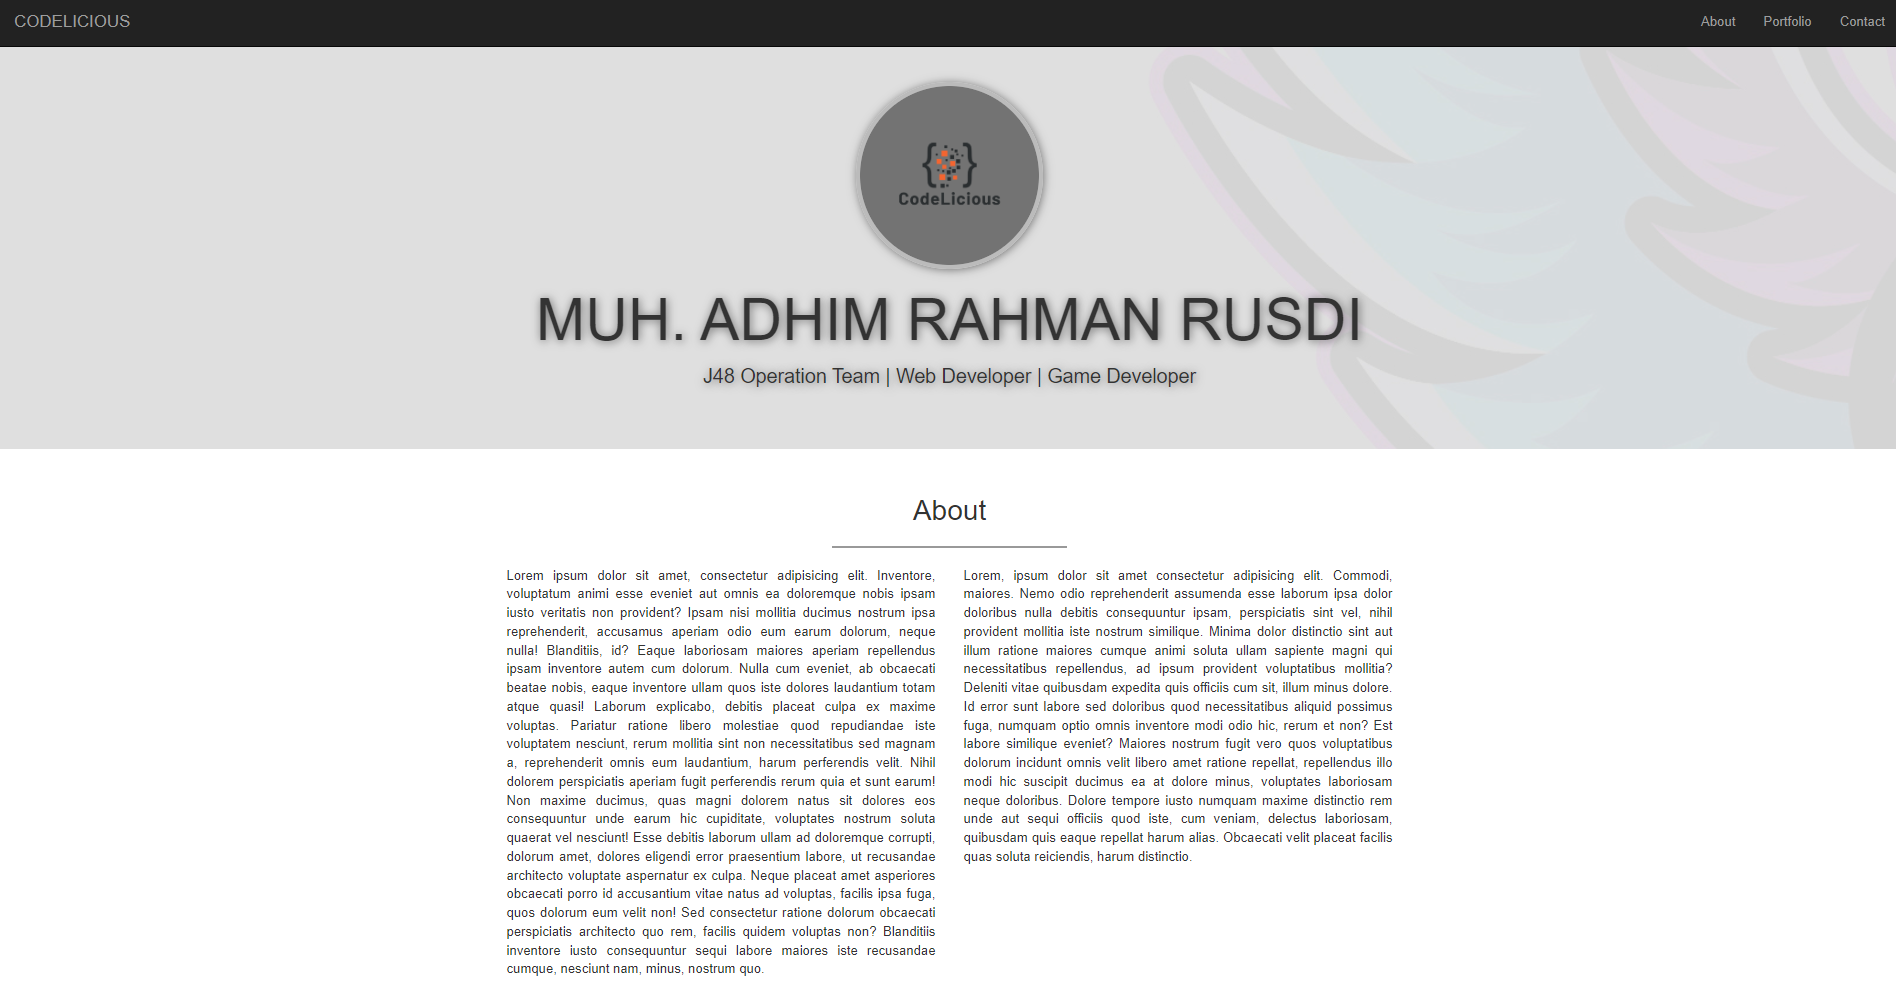 CODELICIOUS
About Portfolio Contact
{ }
CodeLicious
MUH. ADHIM RAHMAN RUSDI
J48 Operation Team | Web Developer | Game Developer
About
Lorem ipsum dolor sit amet, consectetur adipisicing elit. Inventore,
voluptatum animi esse eveniet aut omnis ea doloremque nobis ipsam
iusto veritatis non provident? Ipsam nisi mollitia ducimus nostrum ipsa
reprehenderit, accusamus aperiam odio eum earum dolorum, neque
nulla! Blanditiis, id? Eaque laboriosam maiores aperiam repellendus
ipsam inventore autem cum dolorum. Nulla cum eveniet, ab obcaecati
beatae nobis, eaque inventore ullam quos iste dolores laudantium totam
atque quasi! Laborum explicabo, debitis placeat culpa ex maxime
voluptas. Pariatur ratione libero molestiae quod repudiandae iste
voluptatem nesciunt, rerum mollitia sint non necessitatibus sed magnam
a, reprehenderit omnis eum laudantium, harum perferendis velit. Nihil
dolorem perspiciatis aperiam fugit perferendis rerum quia et sunt earum!
Non maxime ducimus, quas magni dolorem natus sit dolores eos
consequuntur unde earum hic cupiditate, voluptates nostrum soluta
quaerat vel nesciunt! Esse debitis laborum ullam ad doloremque corrupti,
dolorum amet, dolores eligendi error praesentium labore, ut recusandae
architecto voluptate aspernatur ex culpa. Neque placeat amet asperiores
obcaecati porro id accusantium vitae natus ad voluptas, facilis ipsa fuga,
quos dolorum eum velit non! Sed consectetur ratione dolorum obcaecati
perspiciatis architecto quo rem, facilis quidem voluptas non? Blanditiis
inventore iusto consequuntur sequi labore maiores iste recusandae
cumque, nesciunt nam, minus, nostrum quo.
Lorem, ipsum dolor sit amet consectetur adipisicing elit. Commodi,
maiores. Nemo odio reprehenderit assumenda esse laborum ipsa dolor
doloribus nulla debitis consequuntur ipsam, perspiciatis sint vel, nihil
provident mollitia iste nostrum similique. Minima dolor distinctio sint aut
illum ratione maiores cumque animi soluta ullam sapiente magni qui
necessitatibus repellendus, ad ipsum provident voluptatibus mollitia?
Deleniti vitae quibusdam expedita quis officiis cum sit, illum minus dolore.
Id error sunt labore sed doloribus quod necessitatibus aliquid possimus
fuga, numquam optio omnis inventore modi odio hic, rerum et non? Est
labore similique eveniet? Maiores nostrum fugit vero quos voluptatibus
dolorum incidunt omnis velit libero amet ratione repellat, repellendus illo
modi hic suscipit ducimus ea at dolore minus, voluptates laboriosam
neque doloribus. Dolore tempore iusto numquam maxime distinctio rem
unde aut sequi officiis quod iste, cum veniam, delectus laboriosam,
quibusdam quis eaque repellat harum alias. Obcaecati velit placeat facilis
quas soluta reiciendis, harum distinctio.